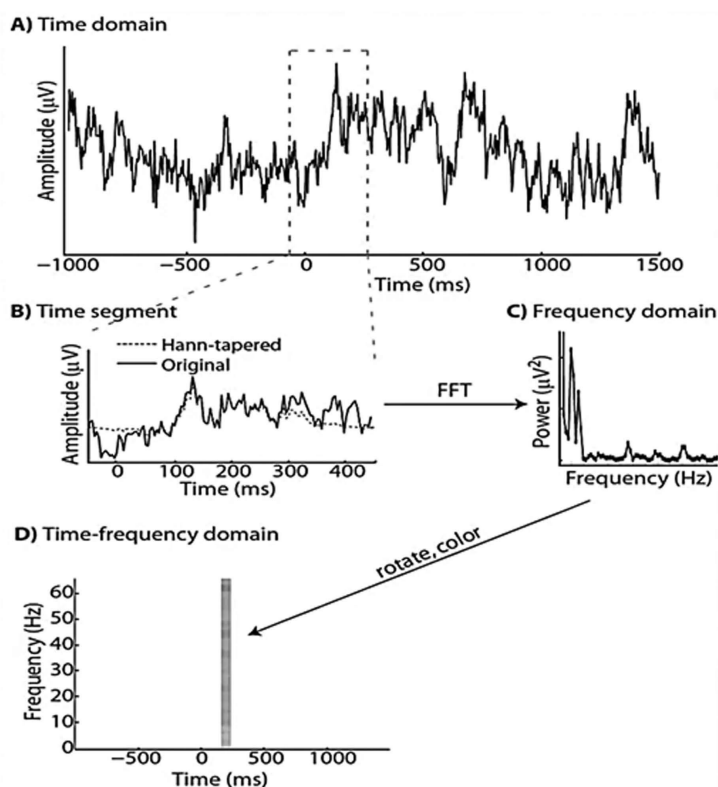 A) Time domain
Amplitude (μV)
−1000 −500 0 500 1000 1500
Time (ms)
B) Time segment
Hann-tapered
Original
Amplitude (μV)
0 100 200 300 400
Time (ms)
FFT
C) Frequency domain
Power (μV²)
Frequency (Hz)
rotate, color
D) Time-frequency domain
Frequency (Hz)
60
50
40
30
20
10
0
−500 0 500 1000
Time (ms)